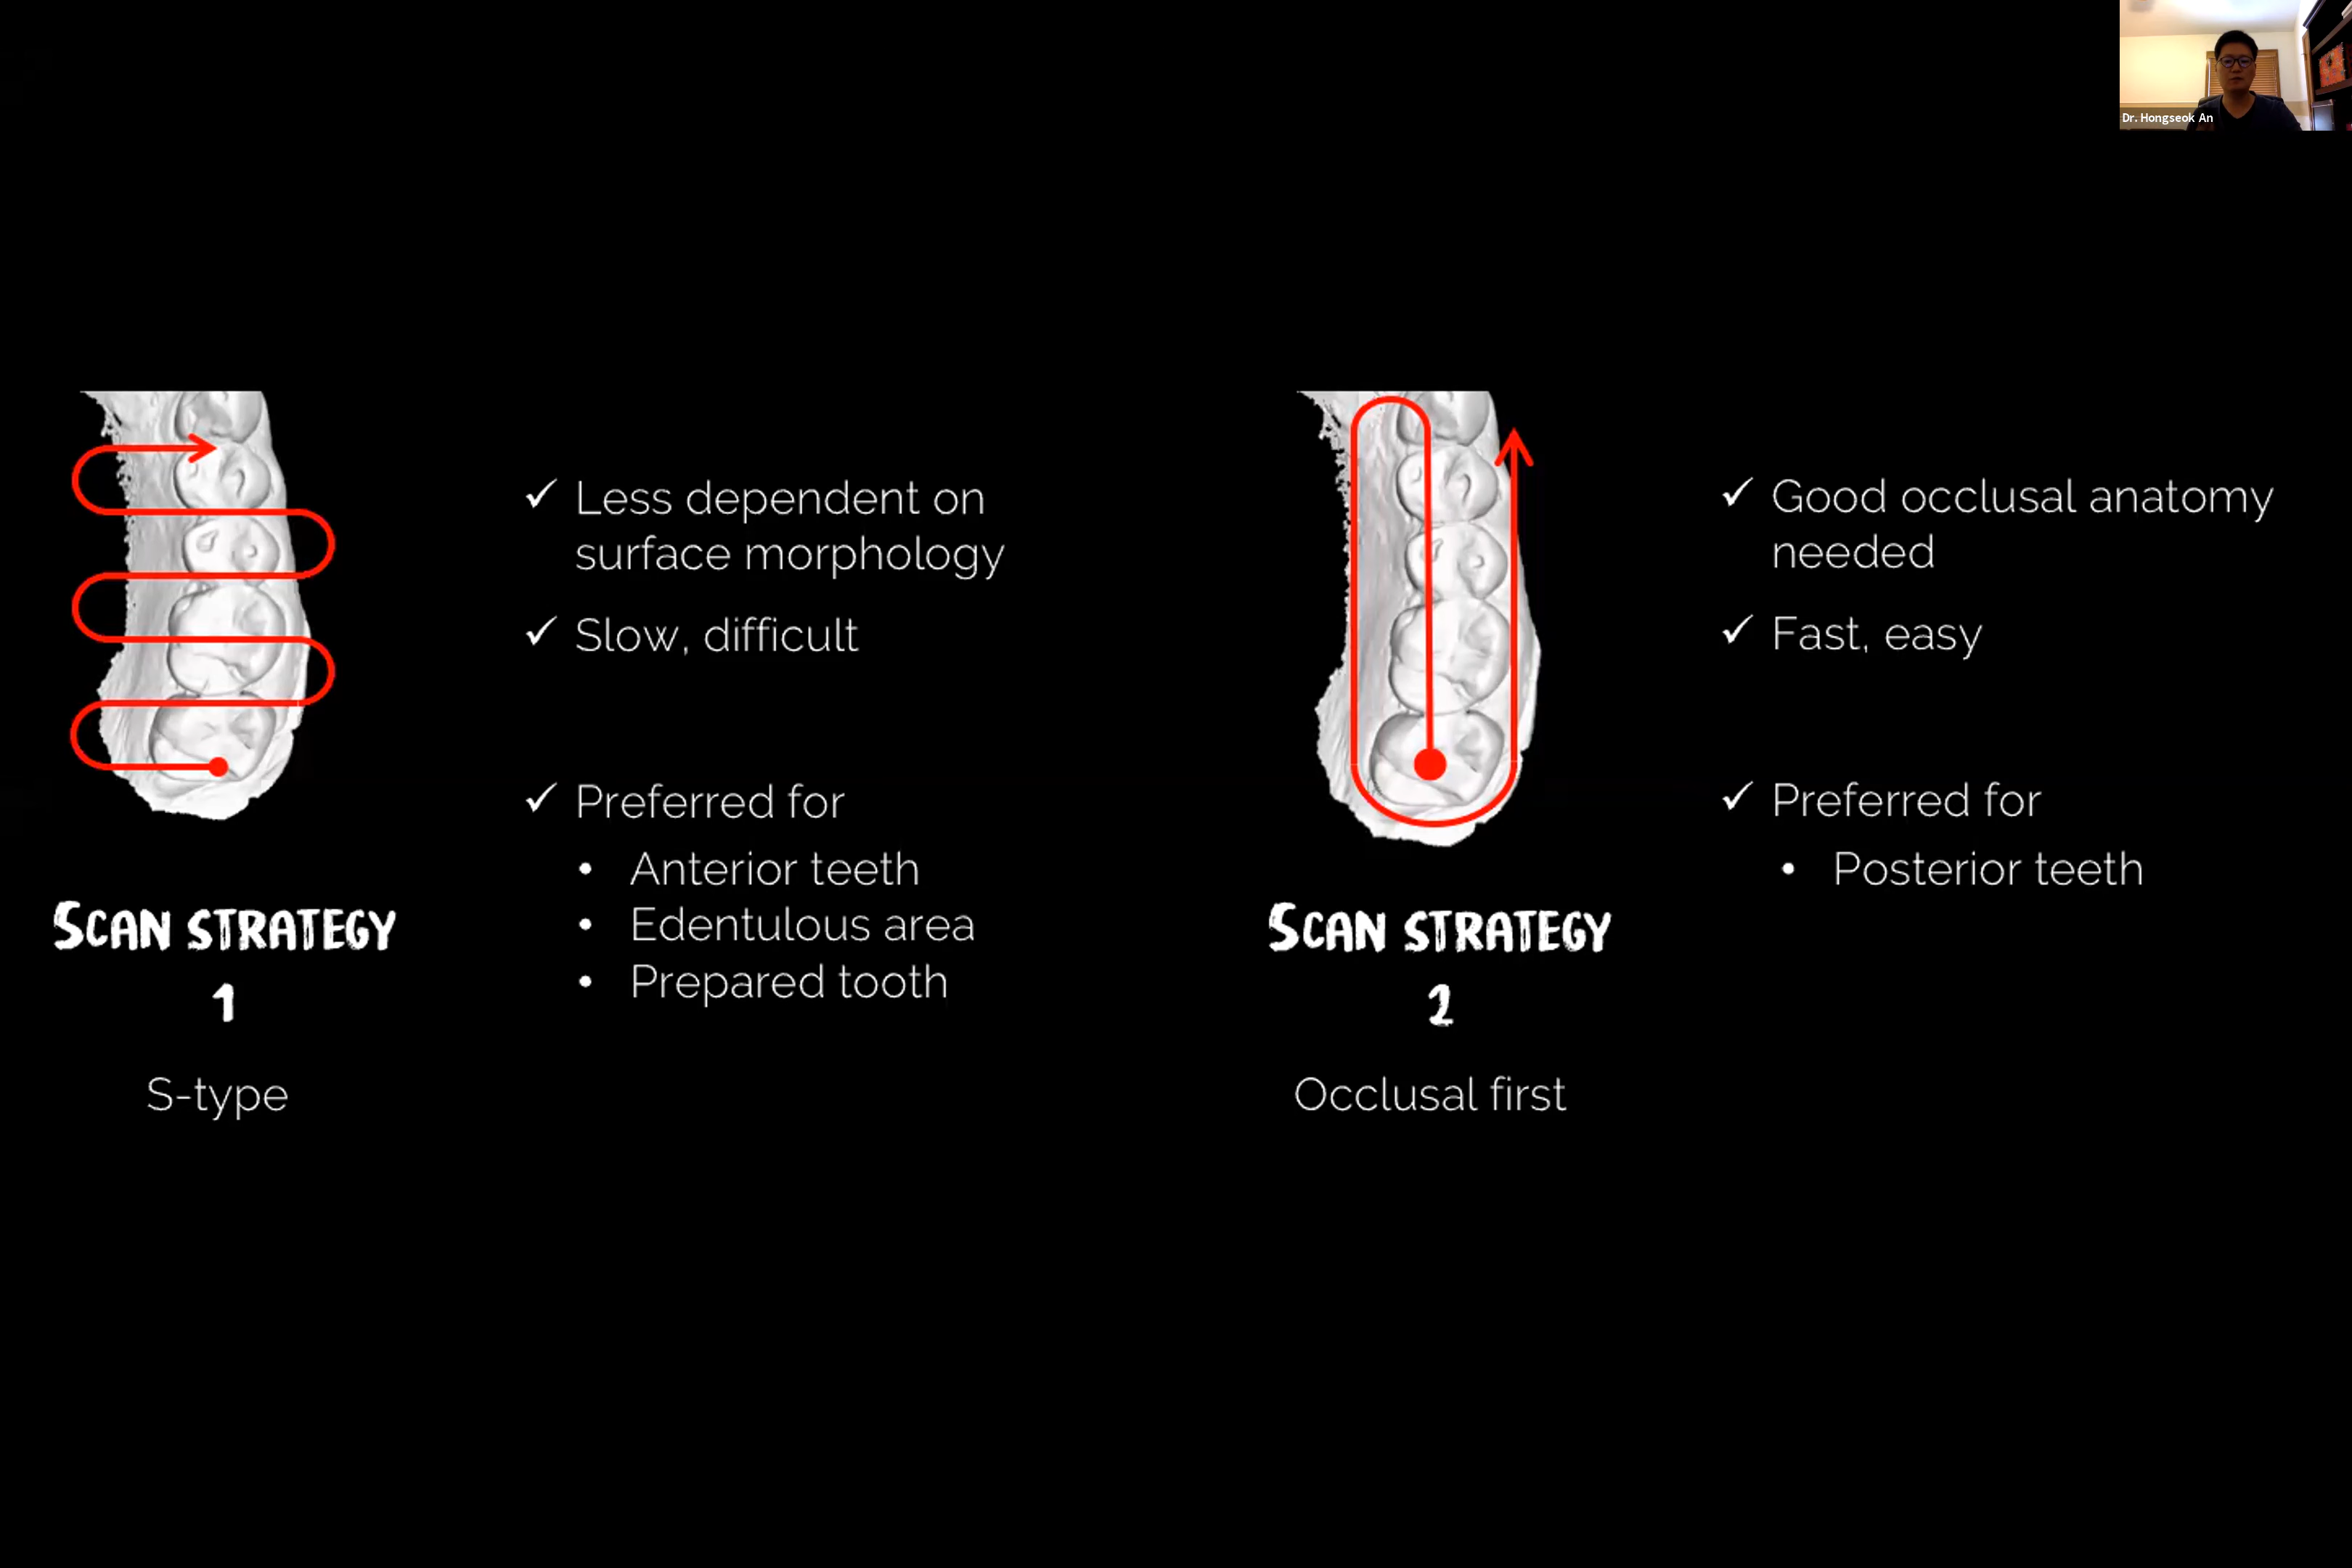 Dr. Hongseok An
Less dependent on
surface morphology
Slow, difficult
Preferred for
Anterior teeth
Edentulous area
Prepared tooth
SCAN STRATEGY
1
S-type
Good occlusal anatomy
needed
Fast, easy
Preferred for
Posterior teeth
SCAN STRATEGY
2
Occlusal first